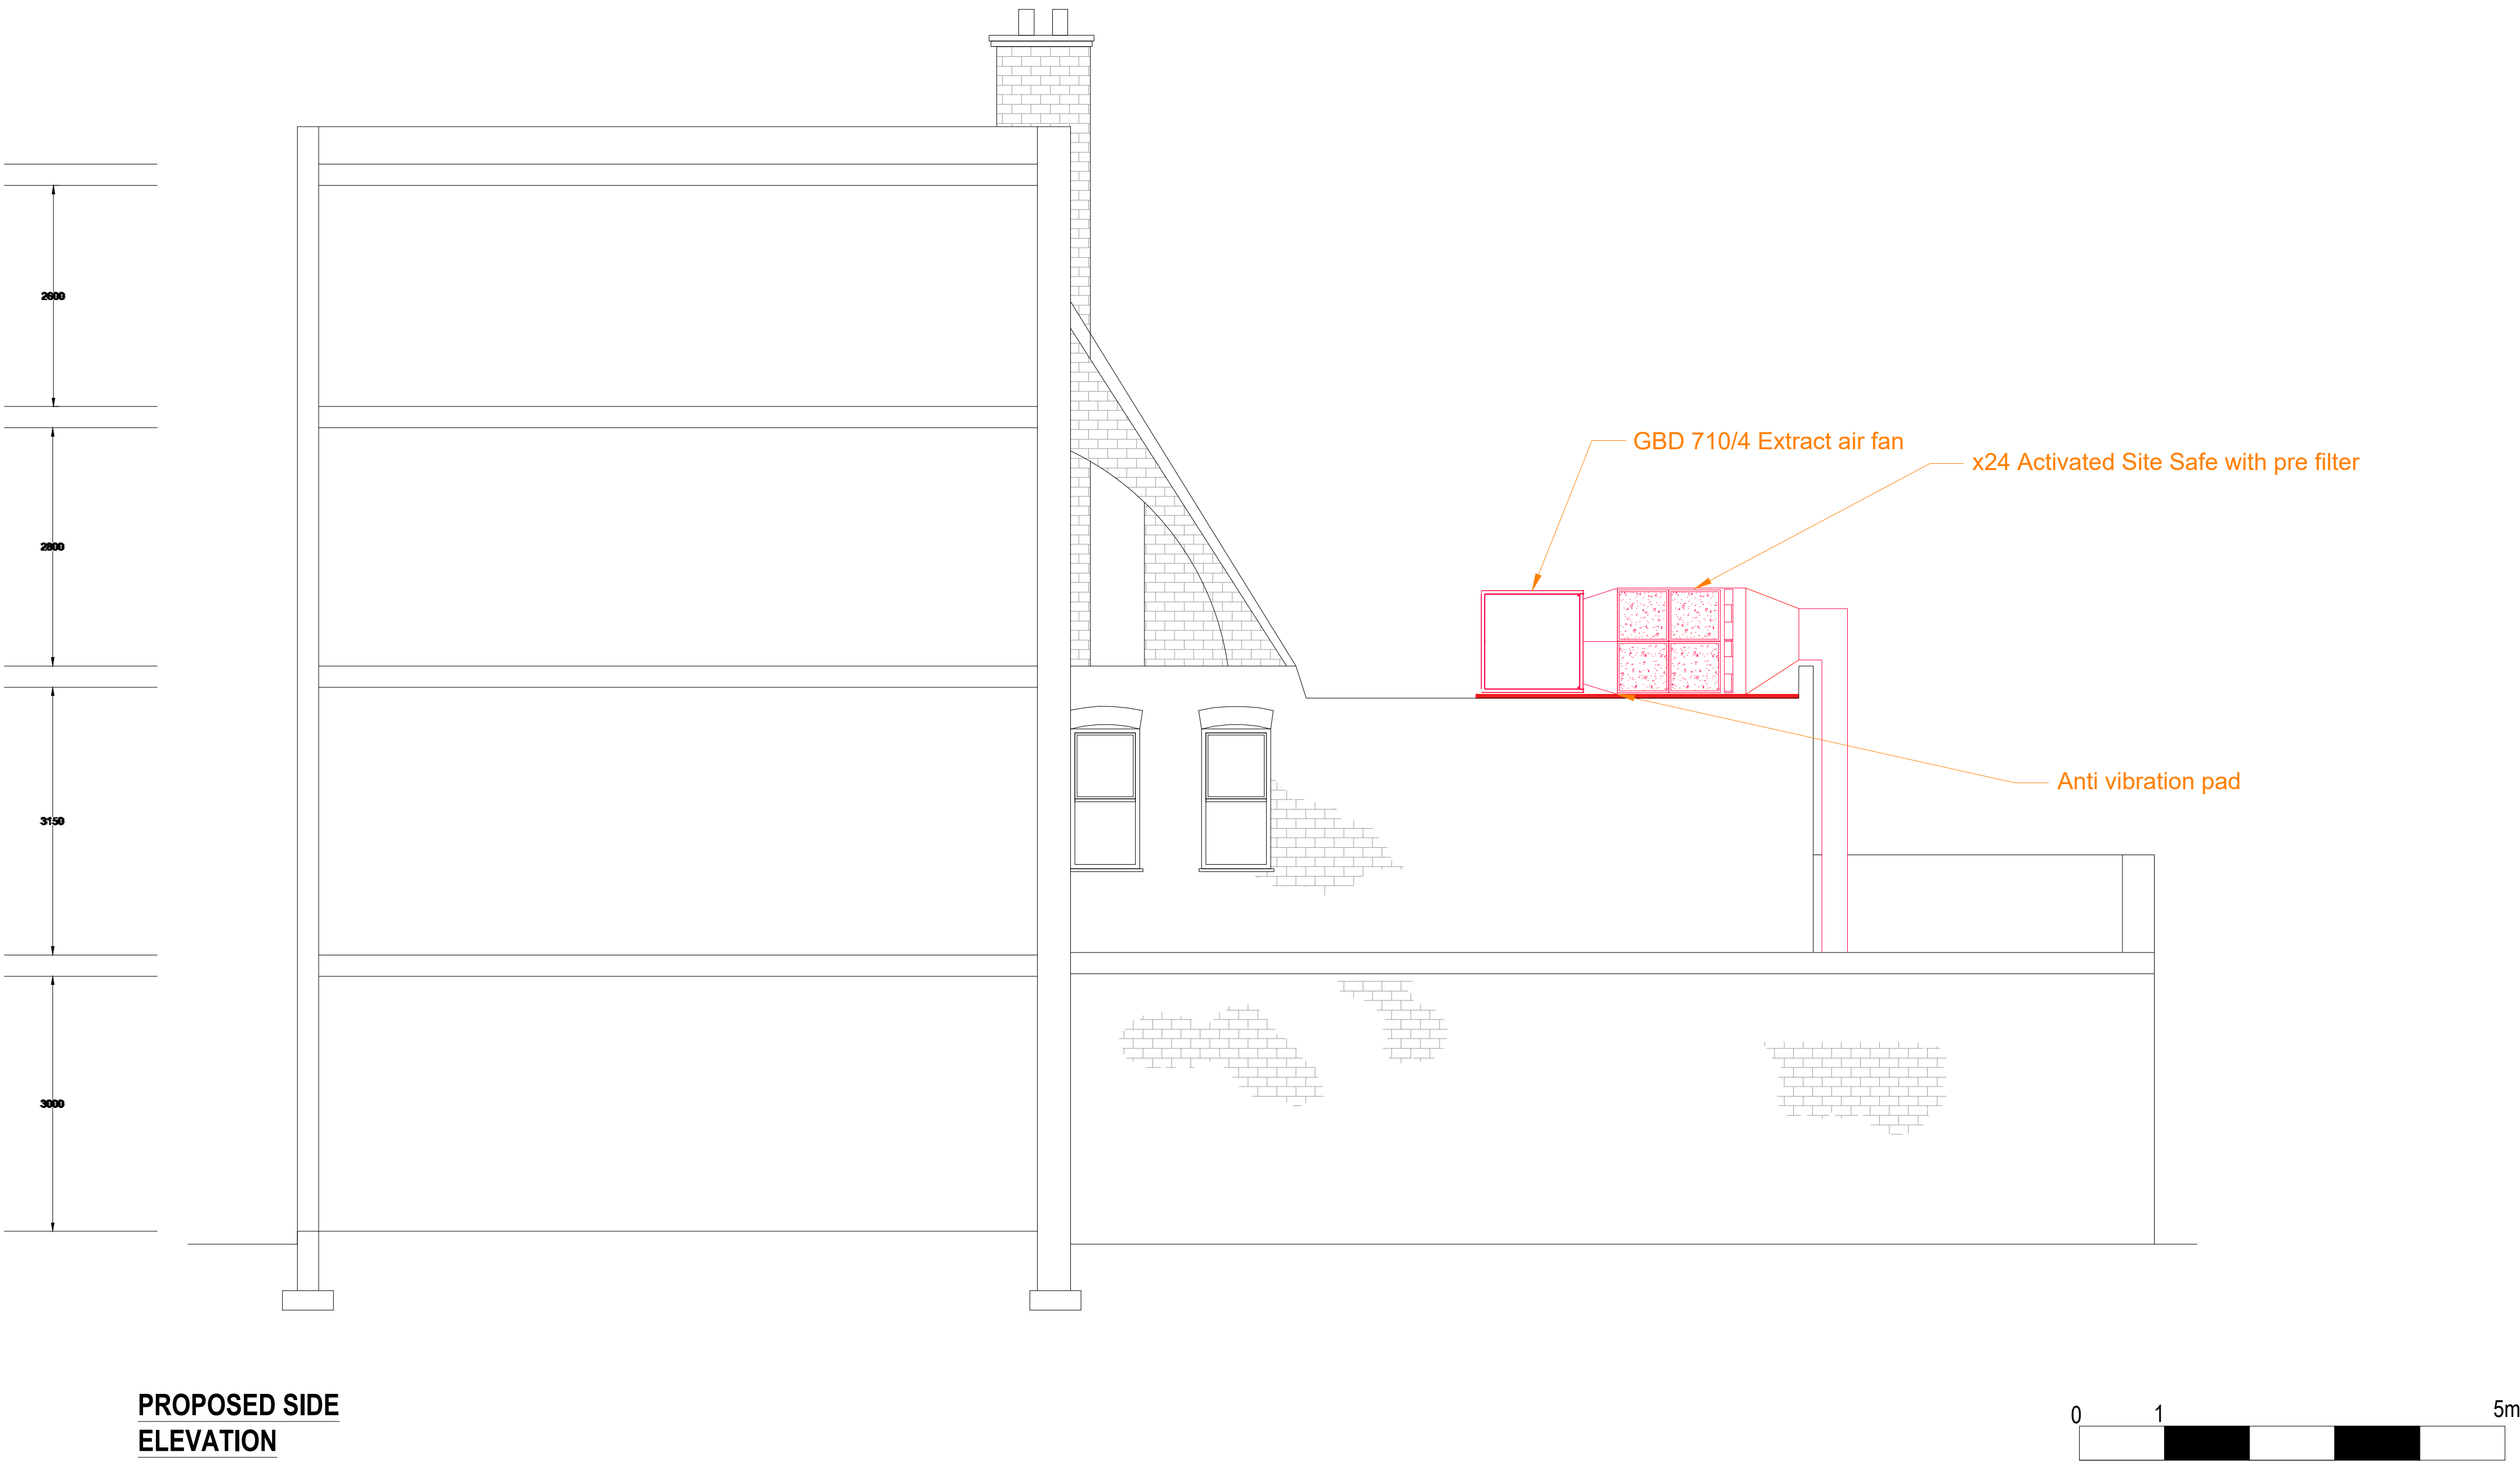 2600
GBD 710/4 Extract air fan
x24 Activated Site Safe with pre filter
2800
Anti vibration pad
3150
3000
PROPOSED SIDE
ELEVATION
0 1 5m